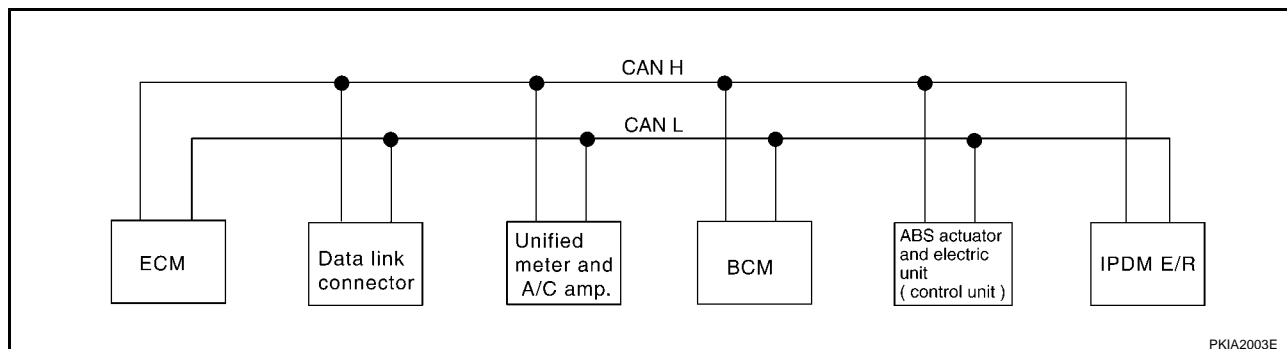 CAN H
CAN L
ECM
Data link
connector
Unified
meter and
A/C amp.
BCM
ABS actuator
and electric
unit
( control unit )
IPDM E/R
PKIA2003E